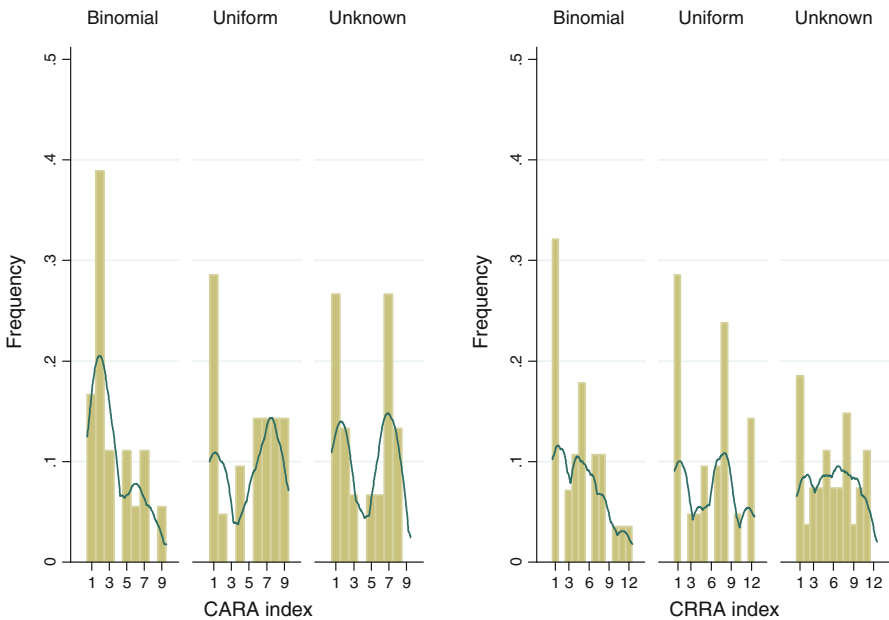 Binomial Uniform Unknown
.5
.4
.3
.2
.1
0
Frequency
1 3 5 7 9 1 3 5 7 9 1 3 5 7 9
CARA index
Binomial Uniform Unknown
.5
.4
.3
.2
.1
0
Frequency
1 3 6 9 12 1 3 6 9 12 1 3 6 9 12
CRRA index